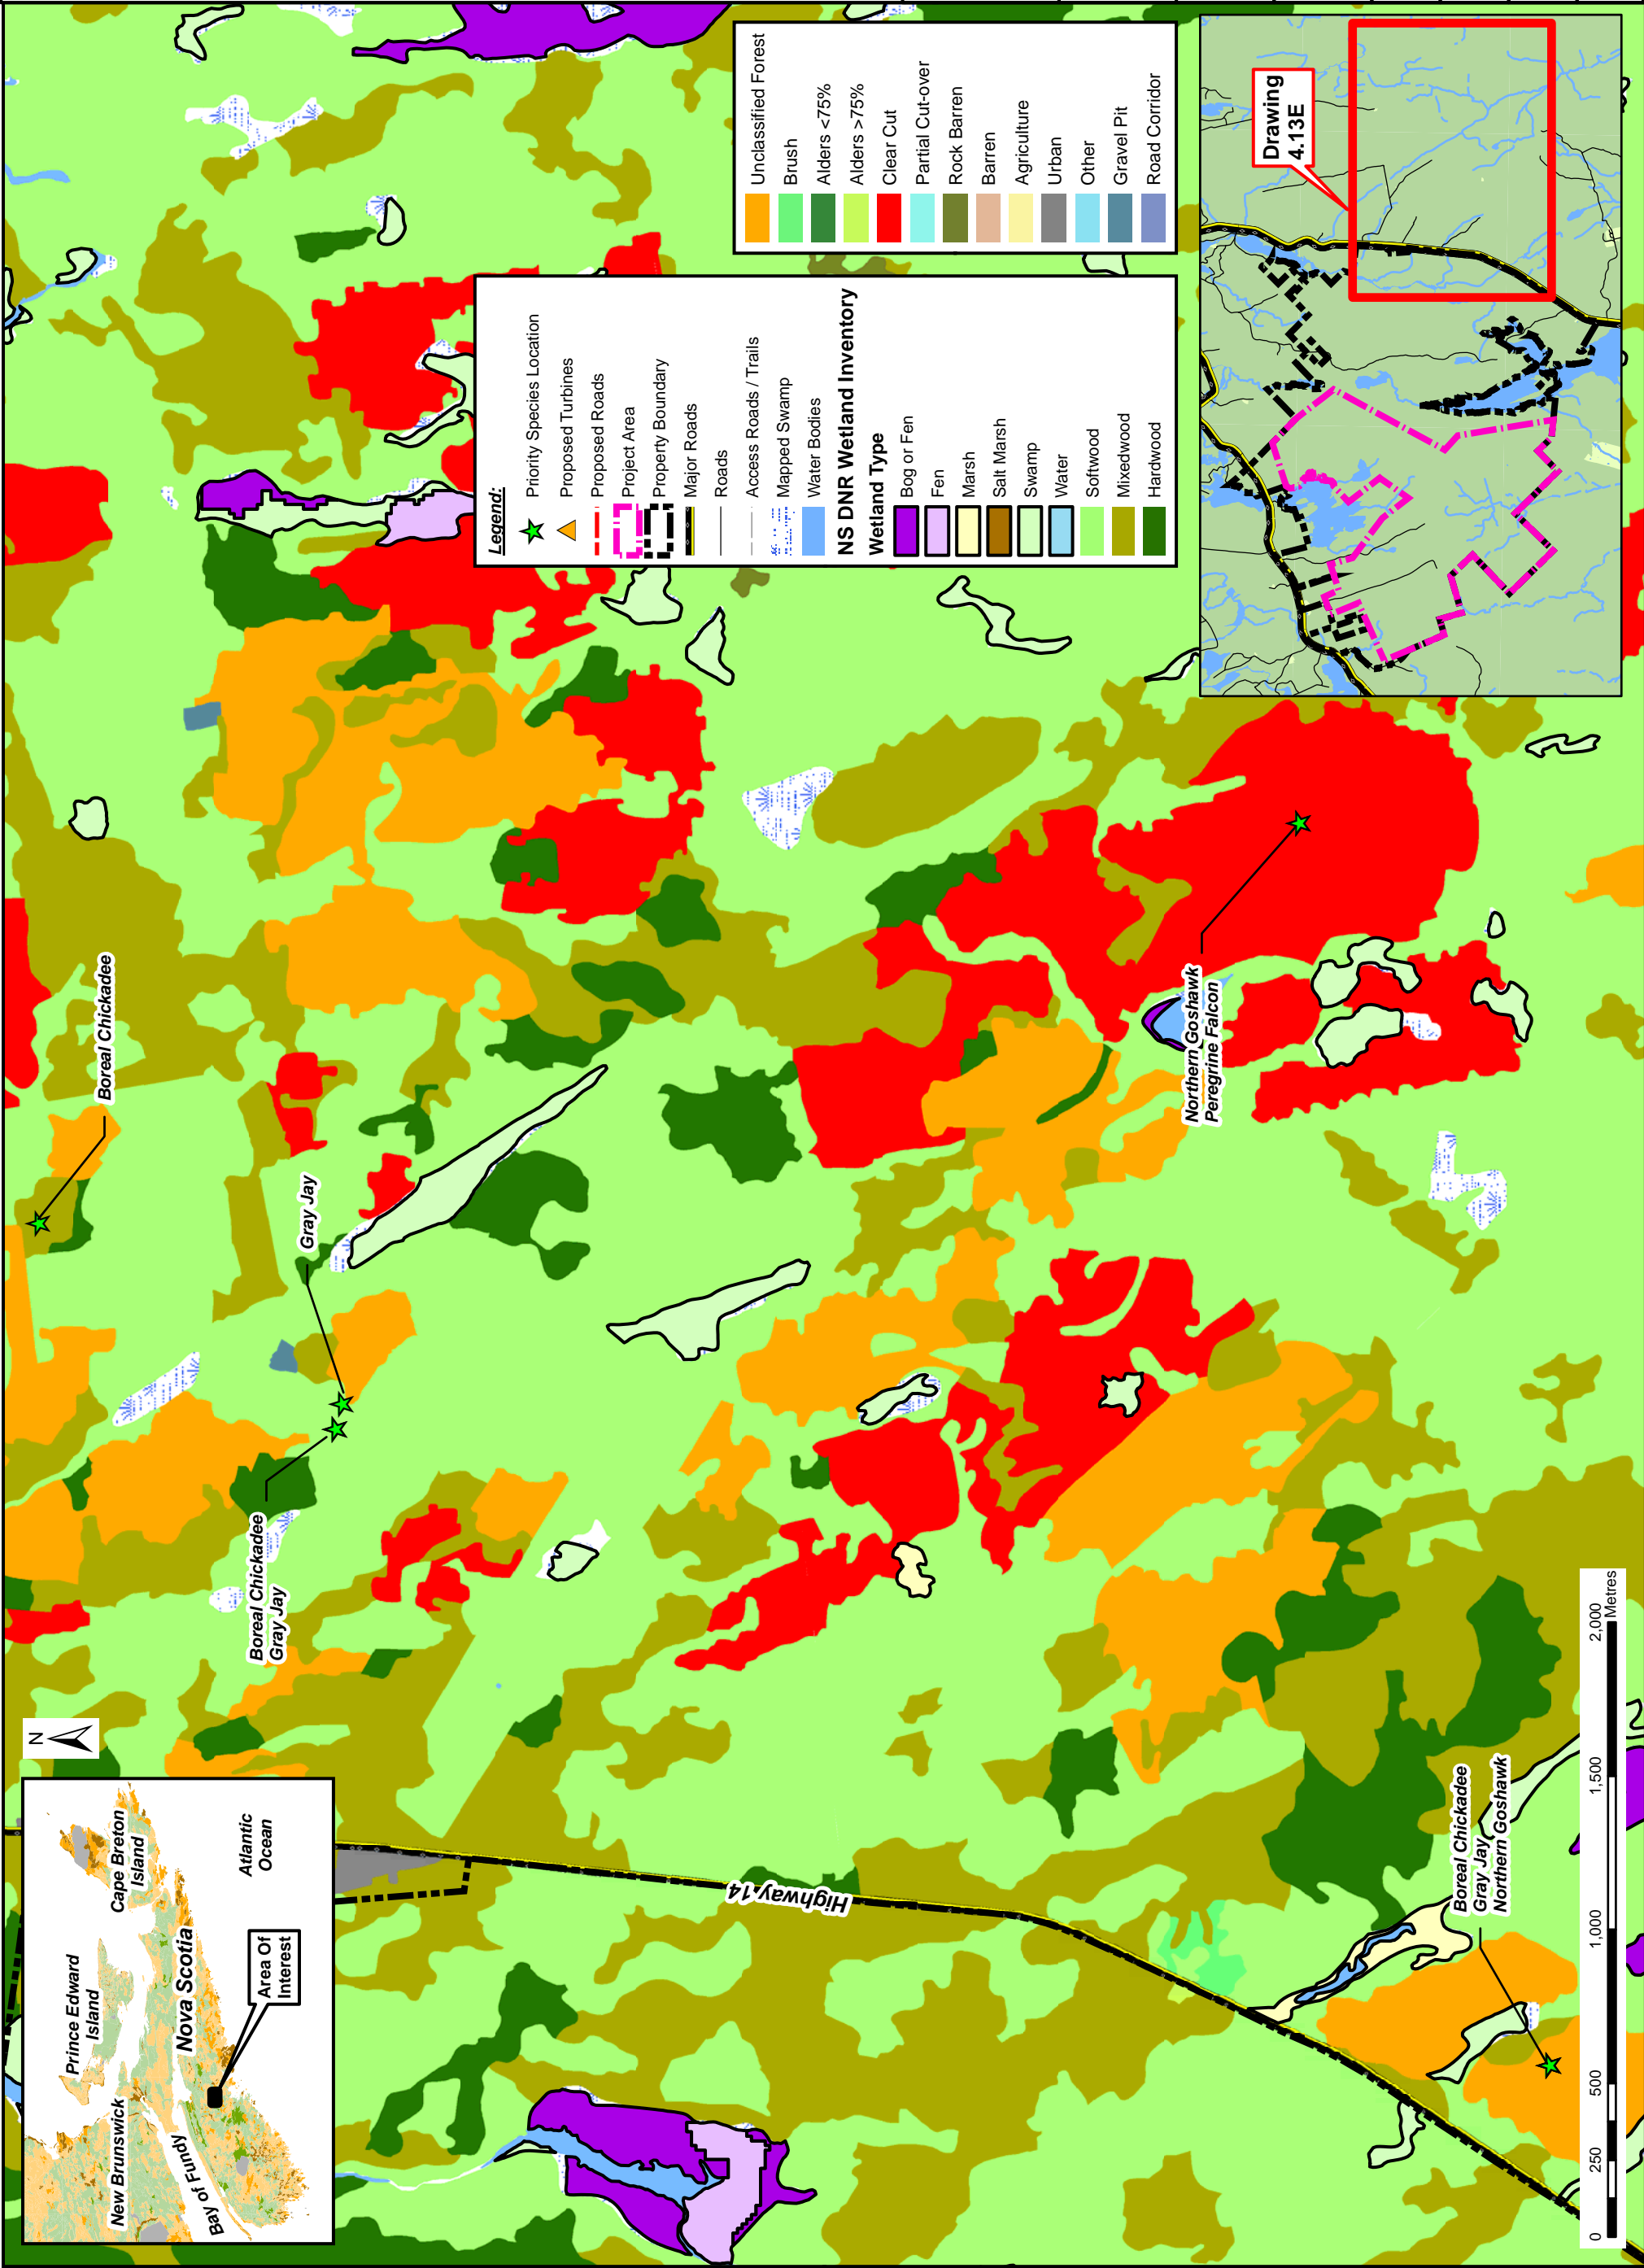 New Brunswick
Prince Edward
Island
Cape Breton
Island
Nova Scotia
Bay of Fundy
Atlantic
Ocean
Area Of
Interest
N
Boreal Chickadee
Boreal Chickadee
Gray Jay
Gray Jay
Highway 14
Northern Goshawk
Peregrine Falcon
Boreal Chickadee
Gray Jay
Northern Goshawk
0 250 500 1,000 1,500 2,000
Metres
Legend:
Priority Species Location
Proposed Turbines
Proposed Roads
Project Area
Property Boundary
Major Roads
Roads
Access Roads / Trails
Mapped Swamp
Water Bodies
NS DNR Wetland Inventory
Wetland Type
Bog or Fen
Fen
Marsh
Salt Marsh
Swamp
Water
Softwood
Mixedwood
Hardwood
Unclassified Forest
Brush
Alders <75%
Alders >75%
Clear Cut
Partial Cut-over
Rock Barren
Barren
Agriculture
Urban
Other
Gravel Pit
Road Corridor
Drawing
4.13E